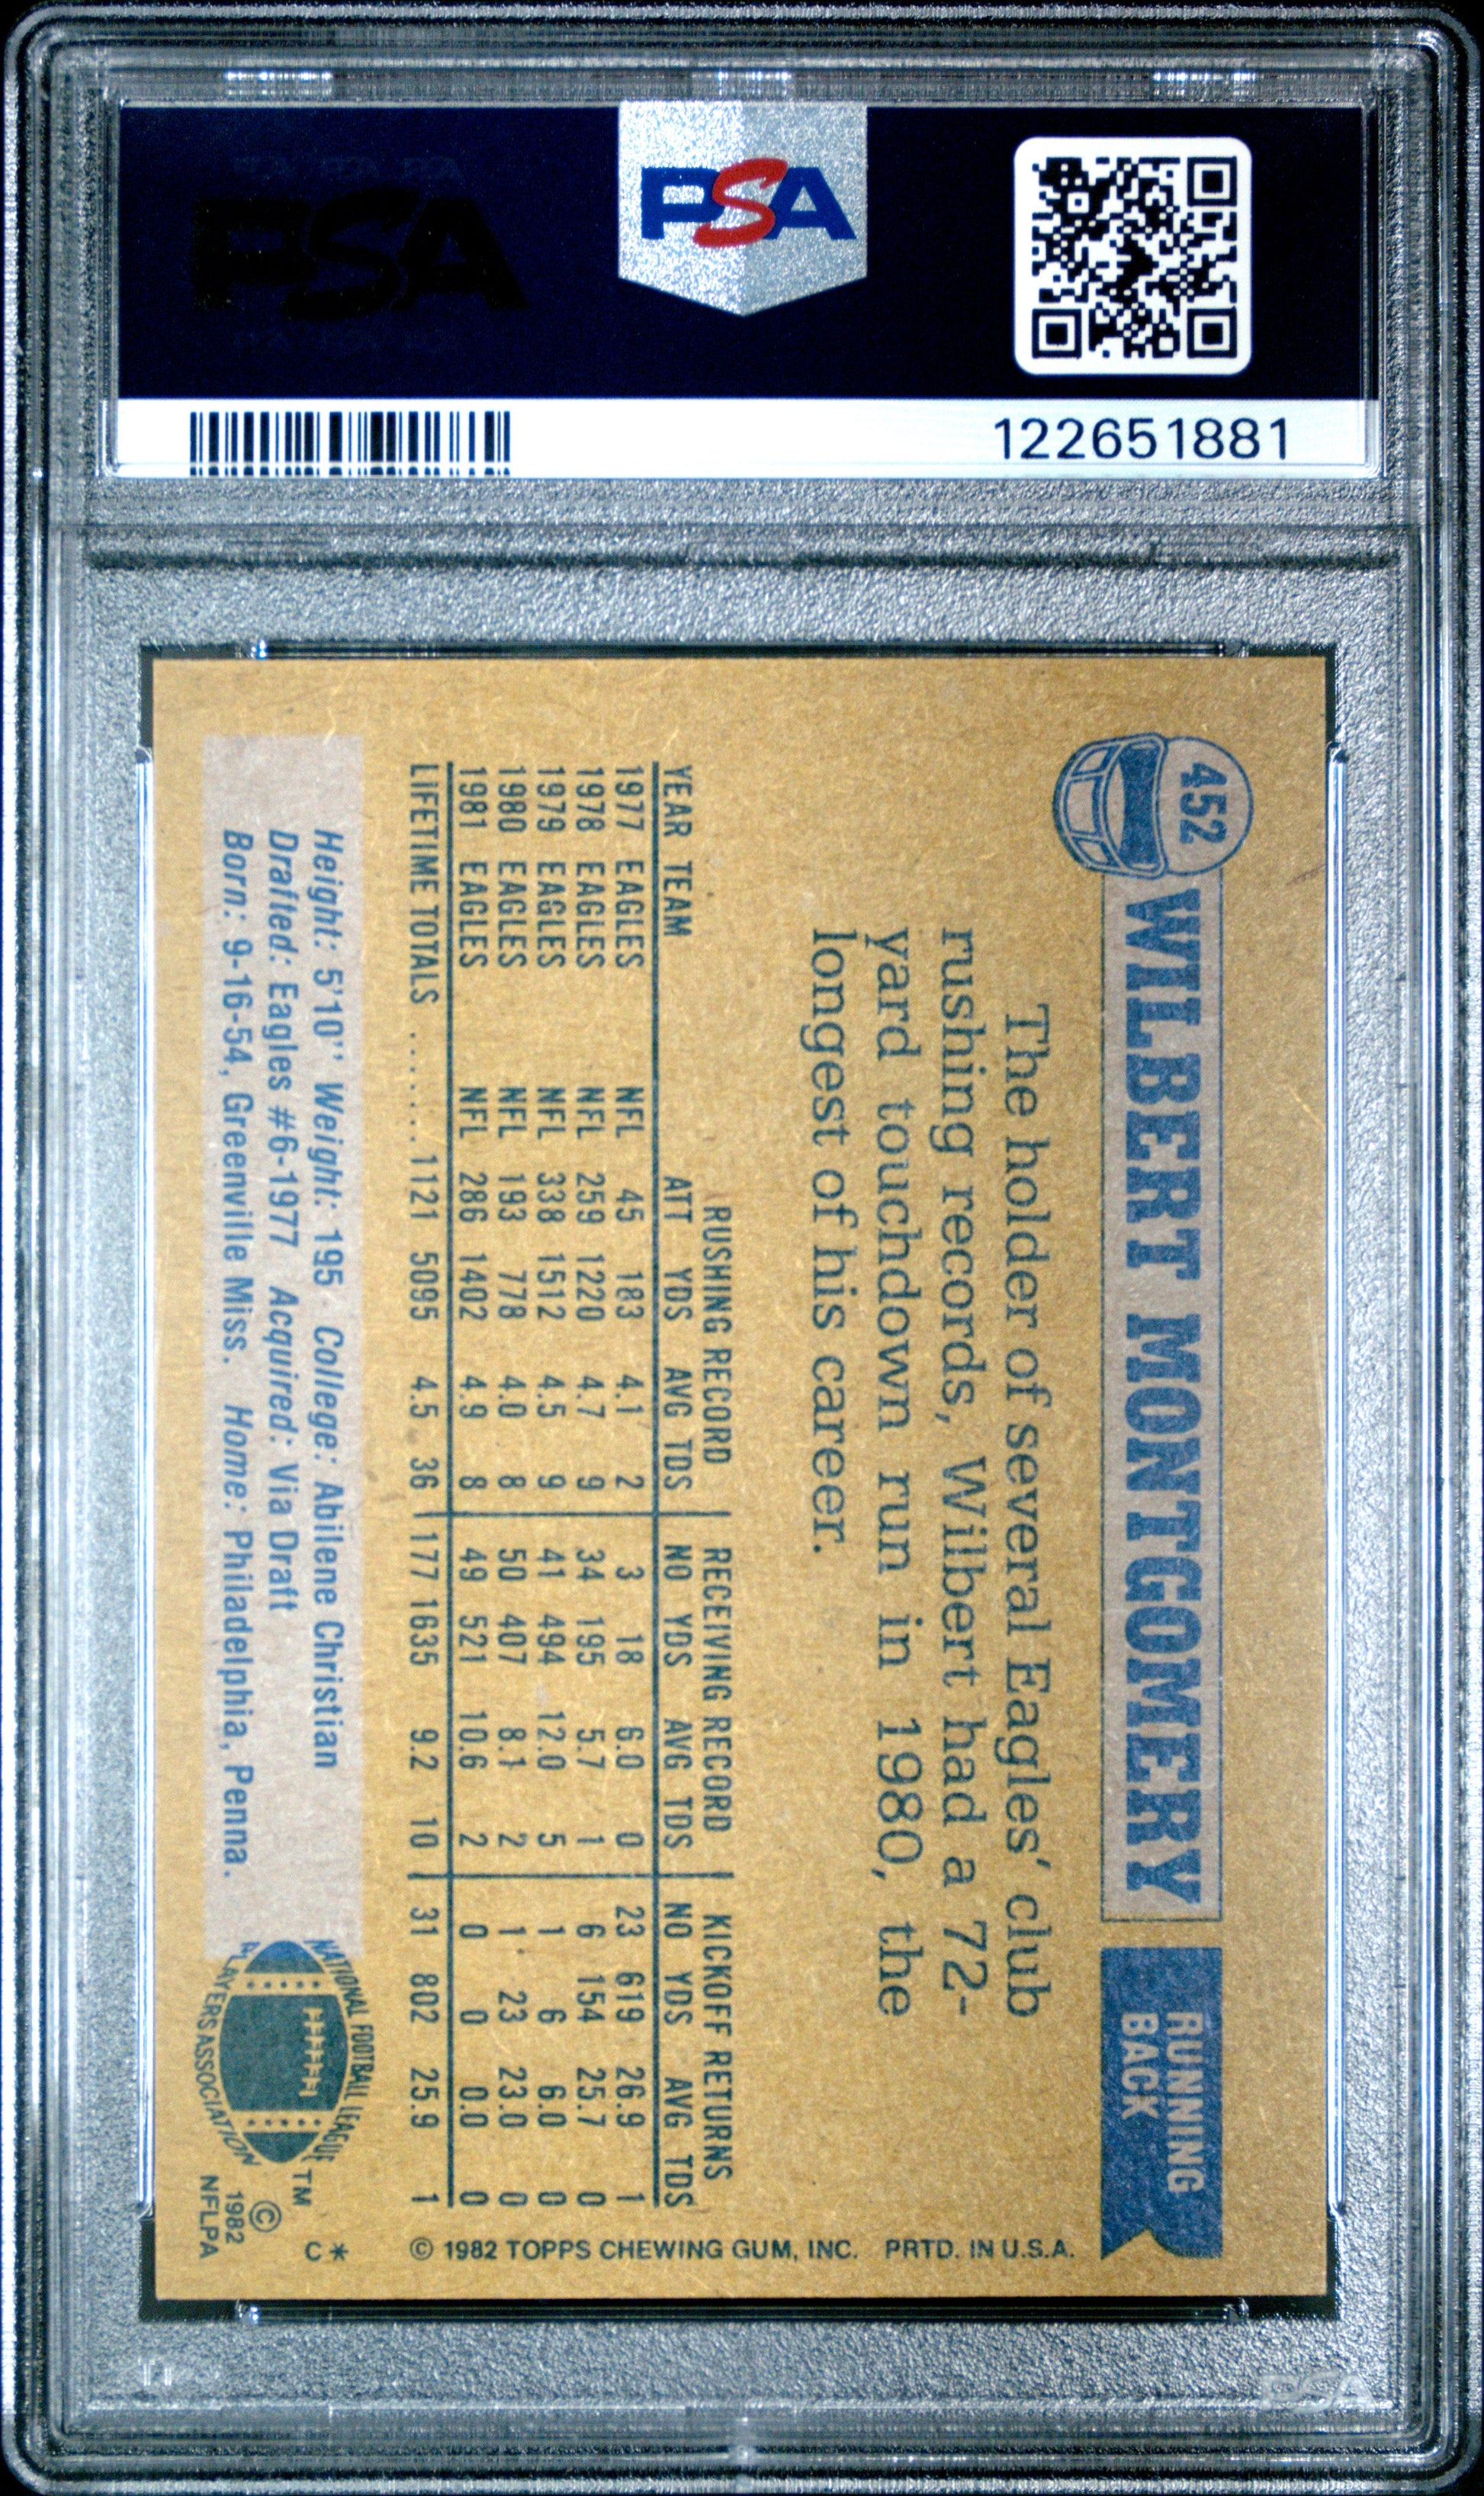 PSA
PSA
122651881
452
WILBERT MONTGOMERY
RUNNING
BACK
The holder of several Eagles' club
rushing records, Wilbert had a 72-
yard touchdown run in 1980, the
longest of his career.
RUSHING RECORD RECEIVING RECORD KICKOFF RETURNS
YEAR TEAM ATT YDS AVG TDS NO YDS AVG TDS NO YDS AVG TDS
1977 EAGLES NFL 45 183 4.1 2 3 18 6.0 0 23 619 26.9 1
1978 EAGLES NFL 259 1220 4.7 9 34 195 5.7 1 6 154 25.7 0
1979 EAGLES NFL 338 1512 4.5 9 41 494 12.0 5 1 6 6.0 0
1980 EAGLES NFL 193 778 4.0 8 50 407 8.1 2 1 23 23.0 0
1981 EAGLES NFL 286 1402 4.9 8 49 521 10.6 2 0 0 0.0 0
LIFETIME TOTALS ....... 1121 5095 4.5 36 177 1635 9.2 10 31 802 25.9 1
Height: 5'10'' Weight: 195 College: Abilene Christian
Drafted: Eagles #6-1977 Acquired: Via Draft
Born: 9-16-54, Greenville Miss. Home: Philadelphia, Penna.
NATIONAL FOOTBALL LEAGUE
PLAYERS ASSOCIATION
TM
©
1982
NFLPA
C*
© 1982 TOPPS CHEWING GUM, INC. PRTD. IN U.S.A.
PSA